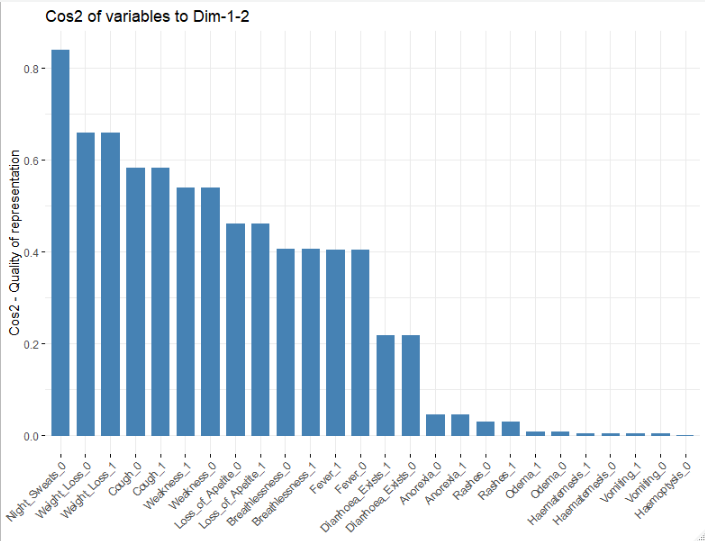 Cos2 of variables to Dim-1-2
Cos2 - Quality of representation
0.8
0.6
0.4
0.2
0.0
Night_Sweats_0
Weight_Loss_0
Weight_Loss_1
Cough_0
Cough_1
Weakness_1
Weakness_0
Loss_of_Apetite_0
Loss_of_Apetite_1
Breathlessness_0
Breathlessness_1
Fever_1
Fever_0
Diarrhoea_Exists_1
Diarrhoea_Exists_0
Anorexia_0
Anorexia_1
Rashes_0
Rashes_1
Odema_1
Odema_0
Haematemesis_1
Haematemesis_0
Vomiting_1
Vomiting_0
Haemoptysis_0